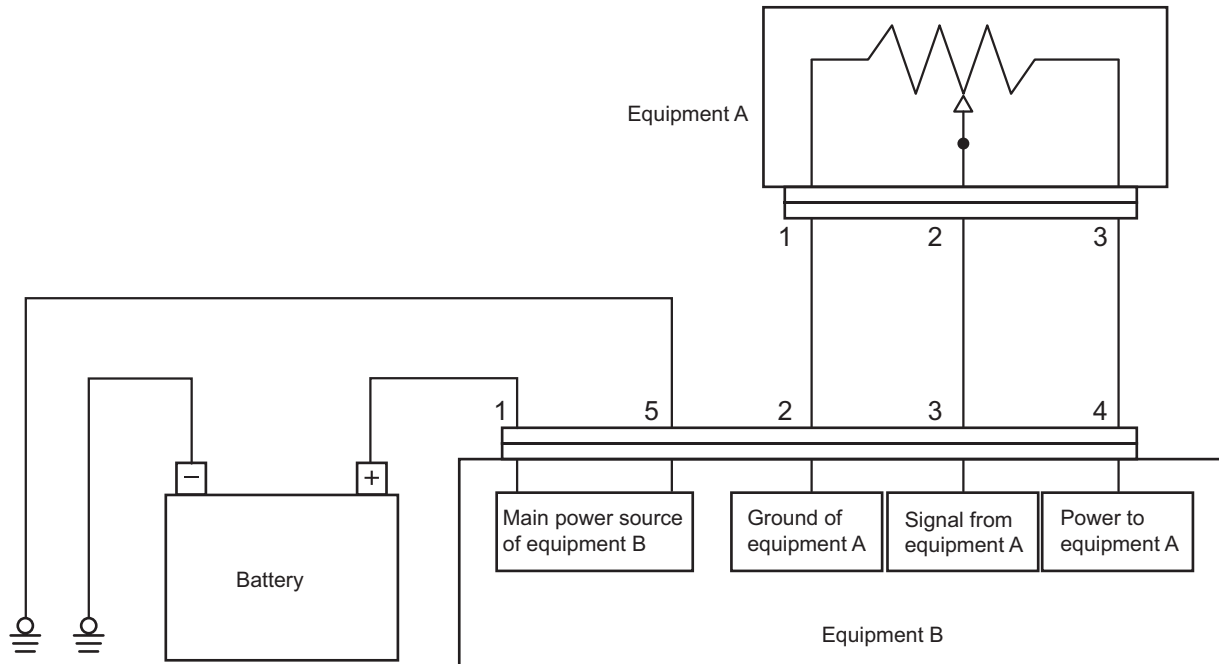 Equipment A
1 2 3
1 5 2 3 4
− +
Main power source
of equipment B
Ground of
equipment A
Signal from
equipment A
Power to
equipment A
Battery
Equipment B